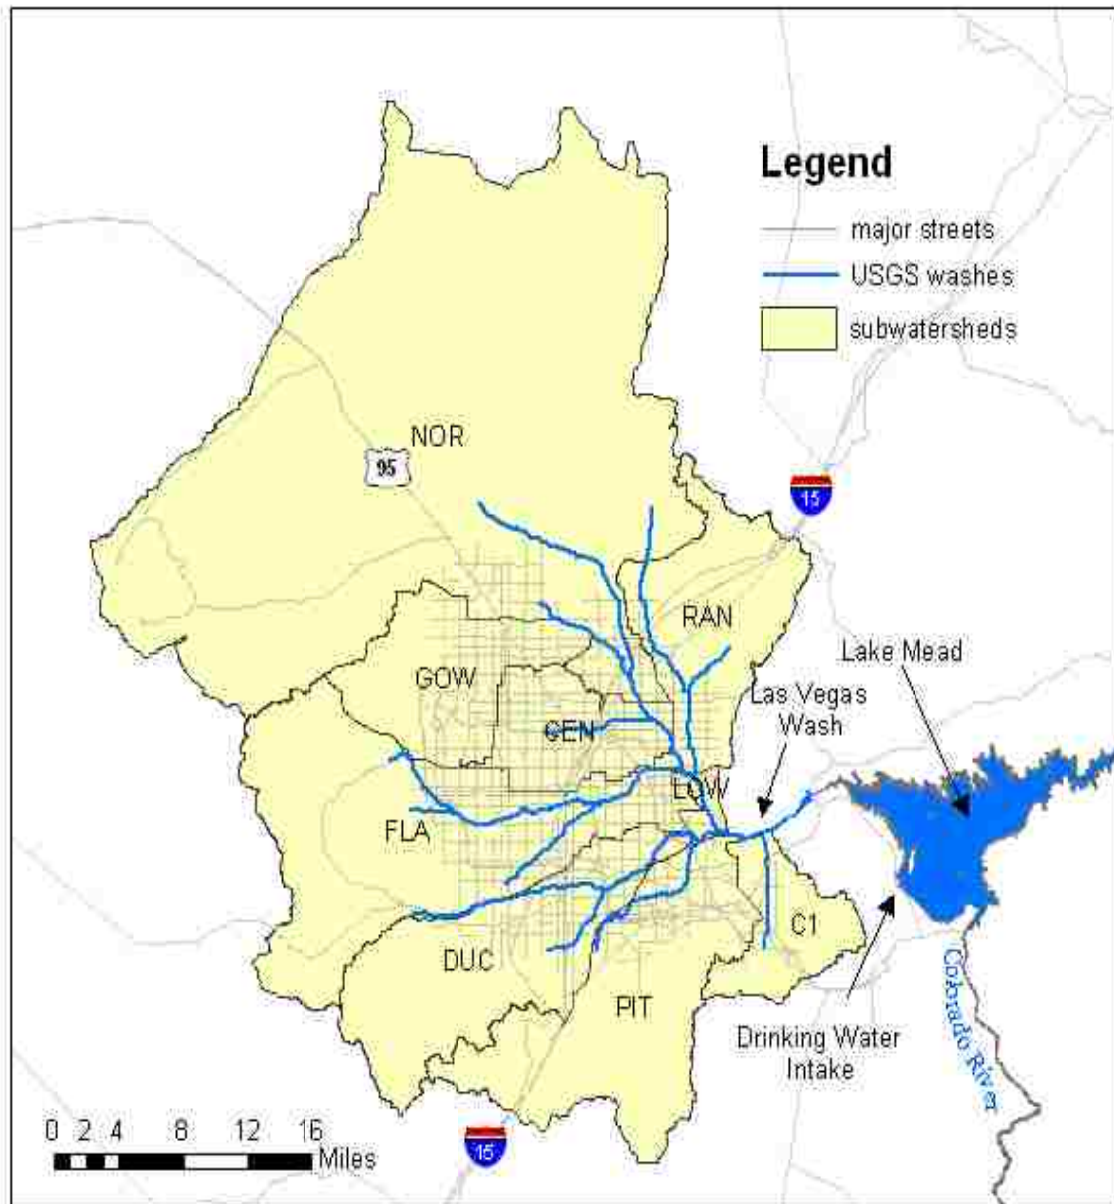 Legend
major streets
USGS washes
subwatersheds
NOR
95
15
RAN
Lake Mead
GOW
Las Vegas
Wash
CEN
LOW
FLA
C1
DUC
PIT
Colorado River
Drinking Water
Intake
0 2 4 8 12 16
Miles
15